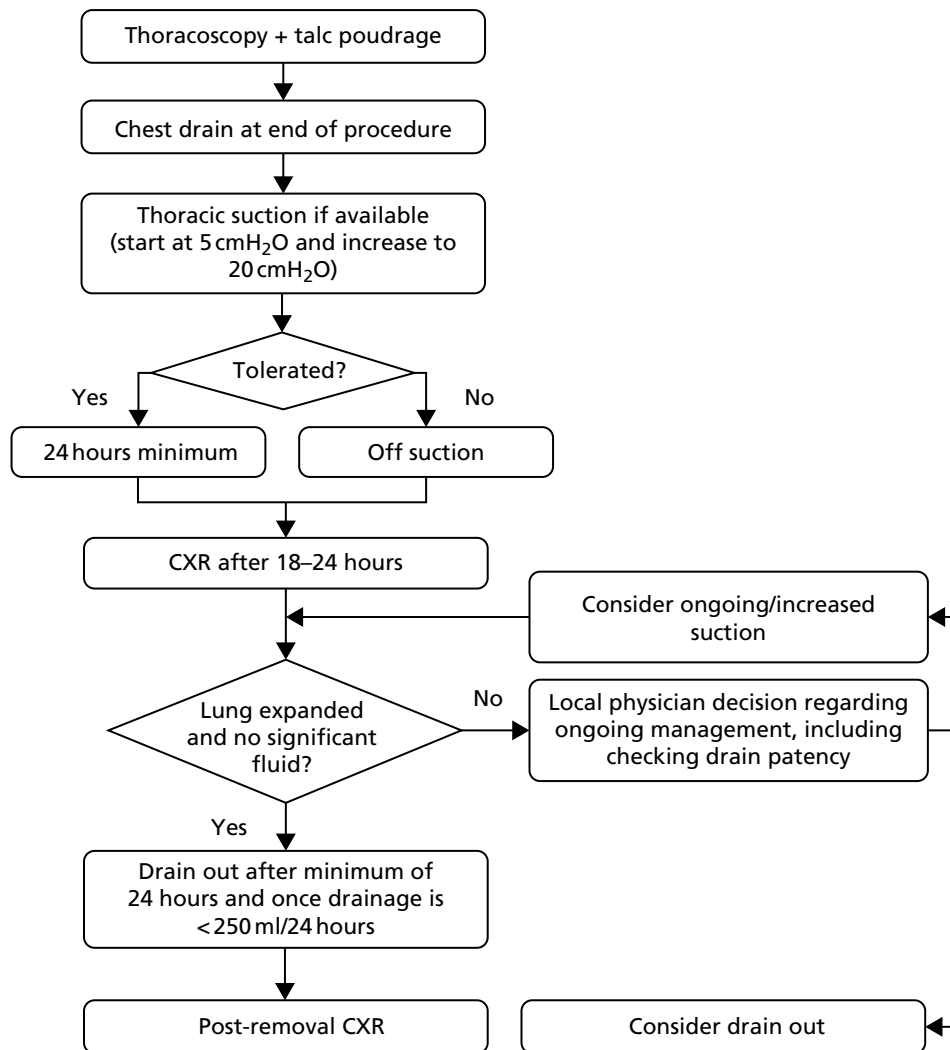 Thoracoscopy + talc poudrage
Chest drain at end of procedure
Thoracic suction if available
(start at 5 cmH₂O and increase to
20 cmH₂O)
Tolerated?
Yes
No
24 hours minimum
Off suction
CXR after 18–24 hours
Consider ongoing/increased
suction
Lung expanded
and no significant
fluid?
No
Local physician decision regarding
ongoing management, including
checking drain patency
Yes
Drain out after minimum of
24 hours and once drainage is
<250 ml/24 hours
Post-removal CXR
Consider drain out